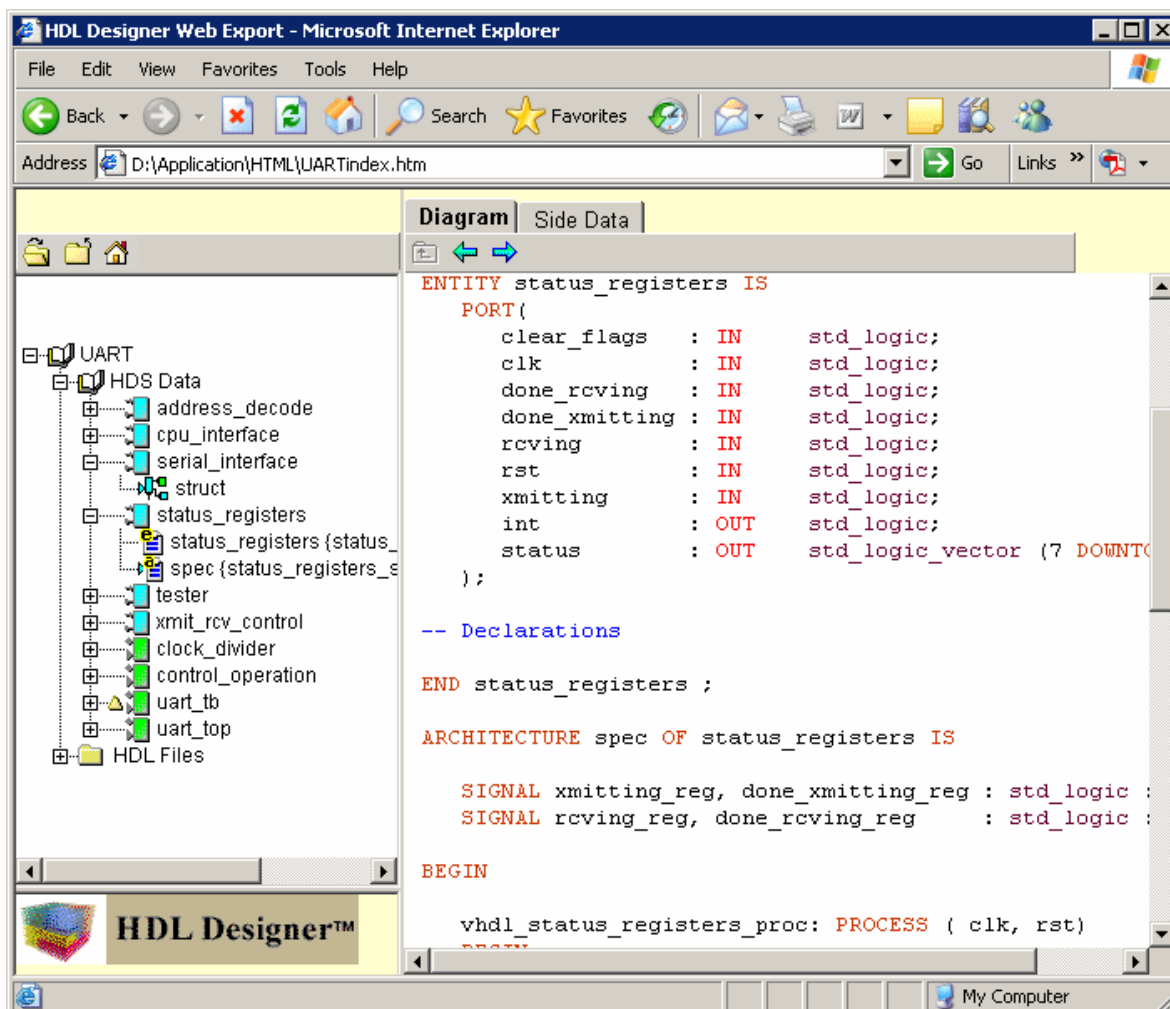 HDL Designer Web Export - Microsoft Internet Explorer
File Edit View Favorites Tools Help
Back Search Favorites
Address D:\Application\HTML\UARTindex.htm Go Links »
Diagram Side Data
UART
HDS Data
address_decode
cpu_interface
serial_interface
struct
status_registers
status_registers {status_
spec {status_registers_s
tester
xmit_rcv_control
clock_divider
control_operation
uart_tb
uart_top
HDL Files
HDL Designer™
ENTITY status_registers IS
PORT(
clear_flags : IN std_logic;
clk : IN std_logic;
done_rcving : IN std_logic;
done_xmitting : IN std_logic;
rcving : IN std_logic;
rst : IN std_logic;
xmitting : IN std_logic;
int : OUT std_logic;
status : OUT std_logic_vector (7 DOWNTO
);
-- Declarations
END status_registers ;
ARCHITECTURE spec OF status_registers IS
SIGNAL xmitting_reg, done_xmitting_reg : std_logic :
SIGNAL rcving_reg, done_rcving_reg : std_logic :
BEGIN
vhdl_status_registers_proc: PROCESS ( clk, rst)
BEGIN
My Computer